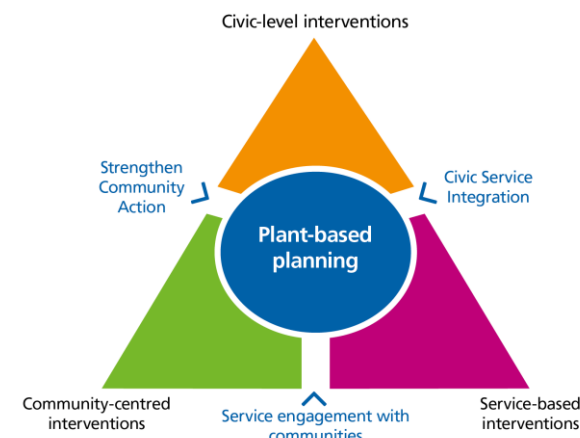 Civic-level interventions
Strengthen
Community
Action
Civic Service
Integration
Plant-based
planning
Community-centred
interventions
Service engagement with
communities
Service-based
interventions